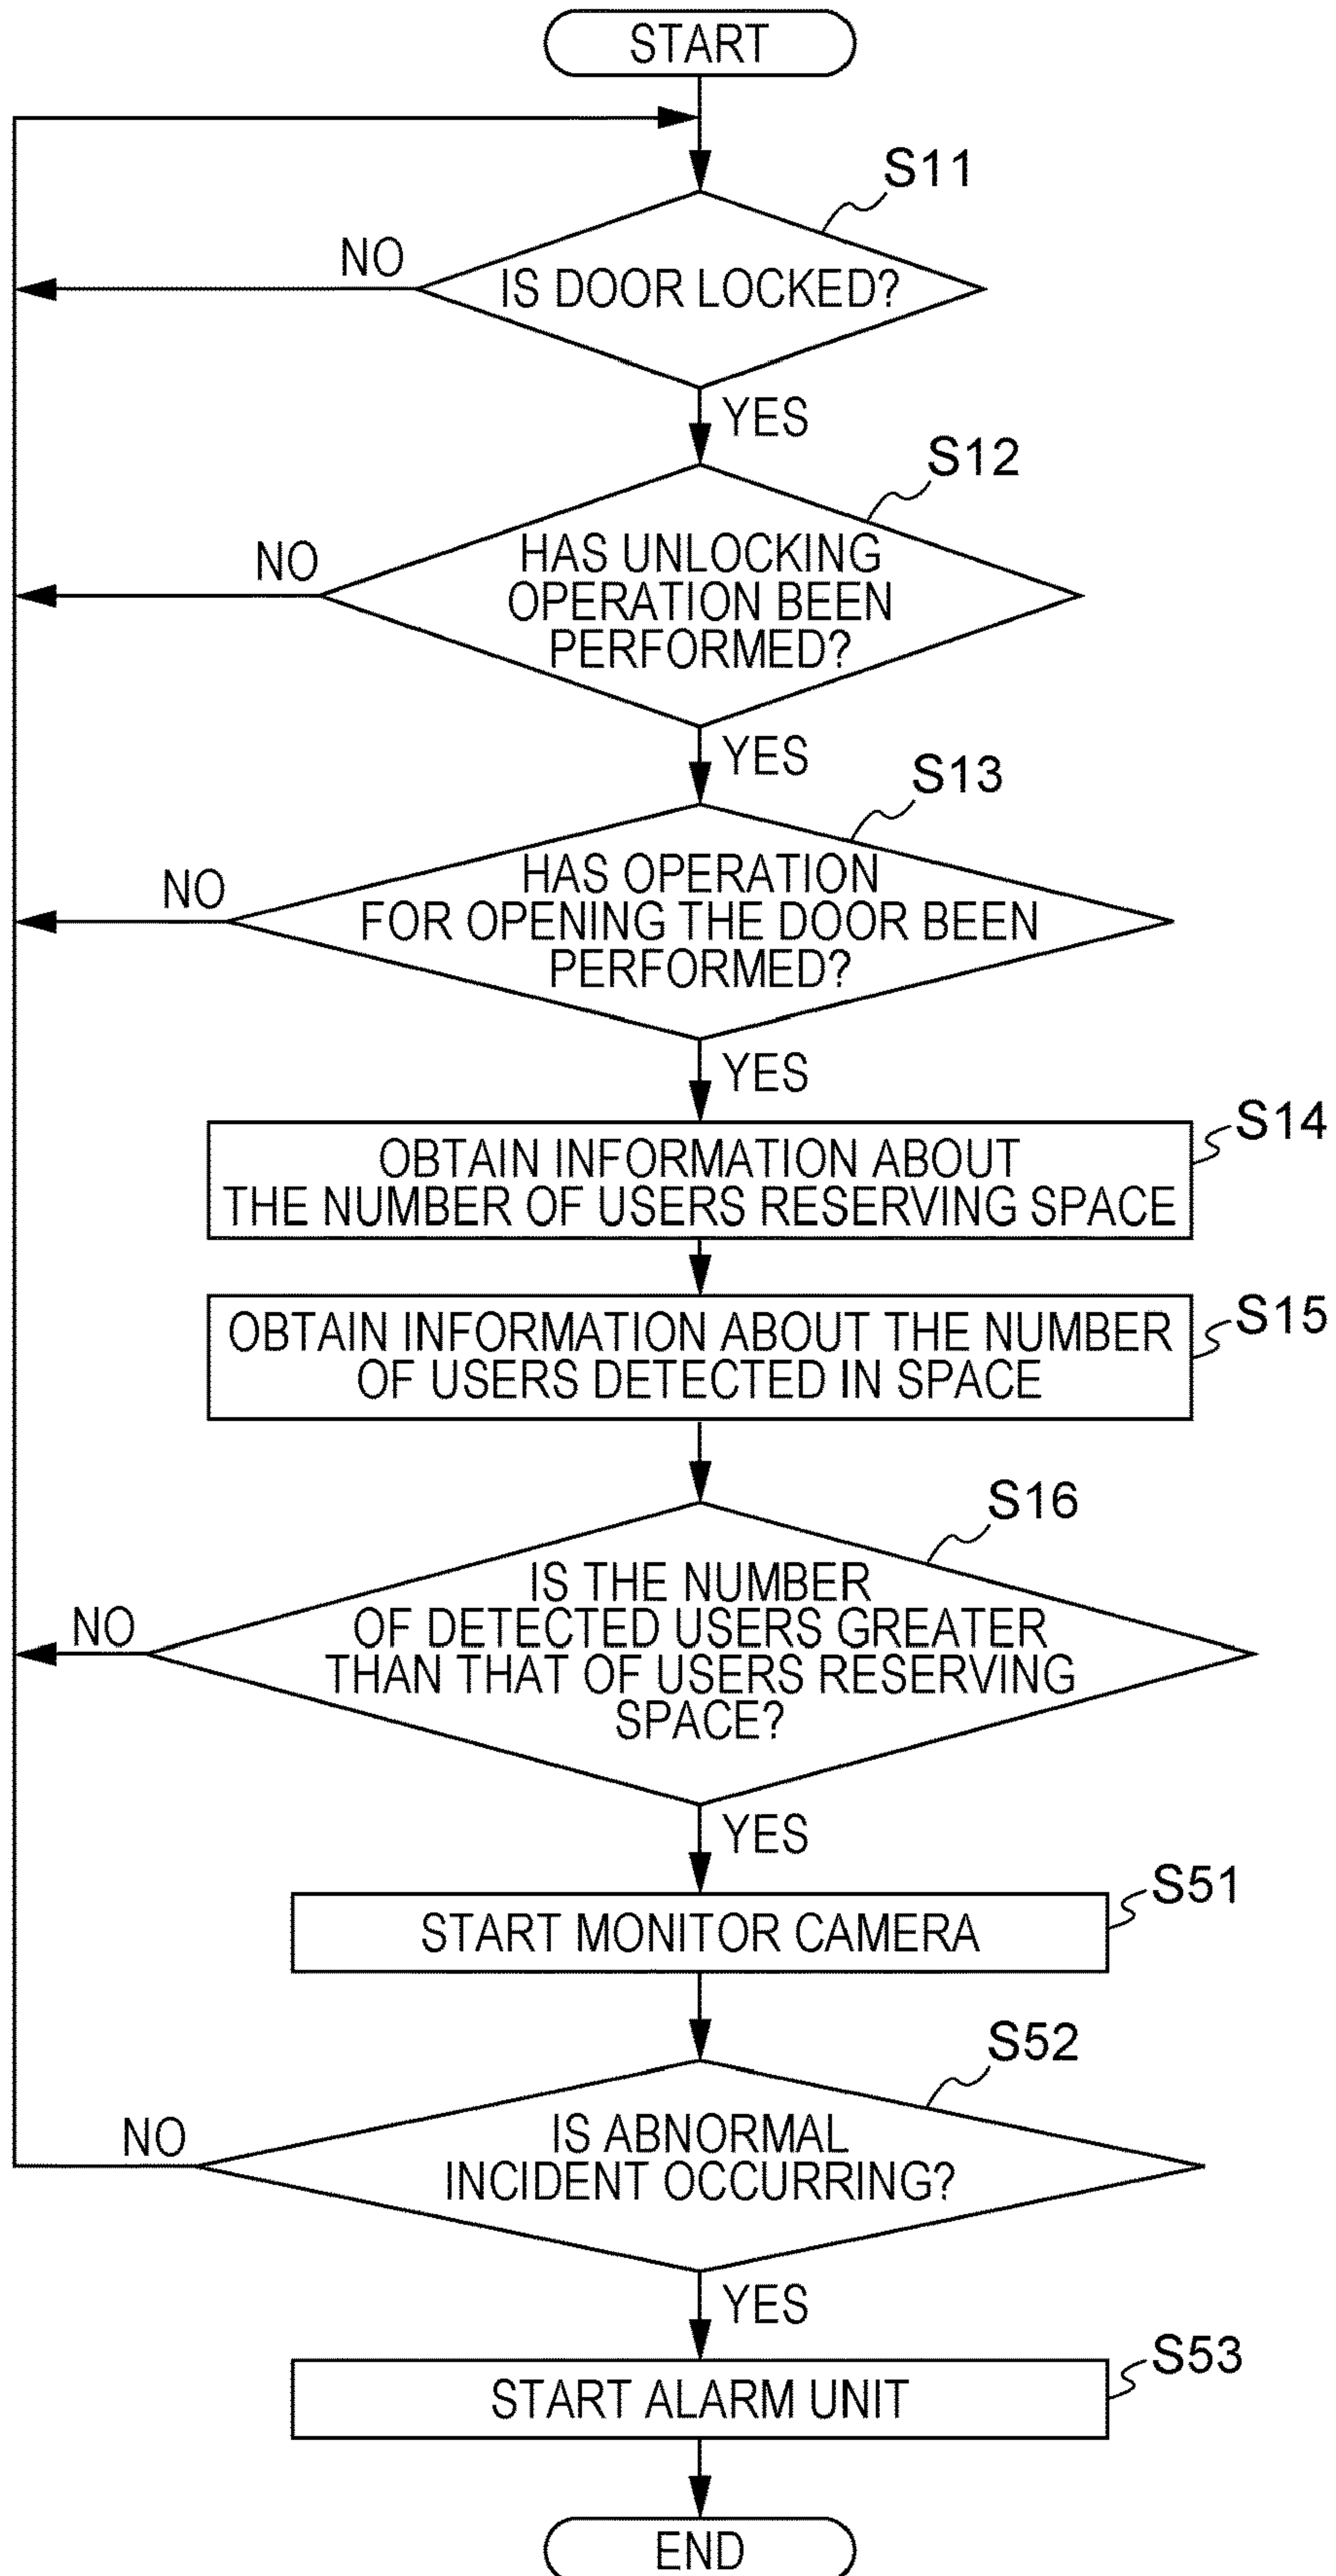 START
S11
NO
IS DOOR LOCKED?
YES
S12
NO
HAS UNLOCKING
OPERATION BEEN
PERFORMED?
YES
S13
NO
HAS OPERATION
FOR OPENING THE DOOR BEEN
PERFORMED?
YES
S14
OBTAIN INFORMATION ABOUT
THE NUMBER OF USERS RESERVING SPACE
S15
OBTAIN INFORMATION ABOUT THE NUMBER
OF USERS DETECTED IN SPACE
S16
NO
IS THE NUMBER
OF DETECTED USERS GREATER
THAN THAT OF USERS RESERVING
SPACE?
YES
S51
START MONITOR CAMERA
S52
NO
IS ABNORMAL
INCIDENT OCCURRING?
YES
S53
START ALARM UNIT
END